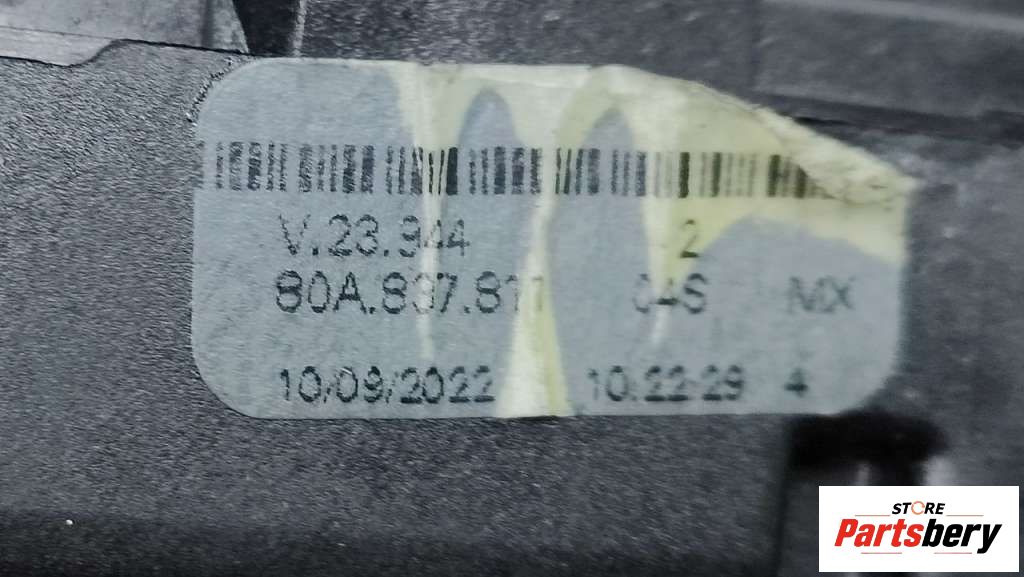 V.23.944 2
80A.837.811 04S MX
10/09/2022 10:22:29 4
STORE
Partsbery